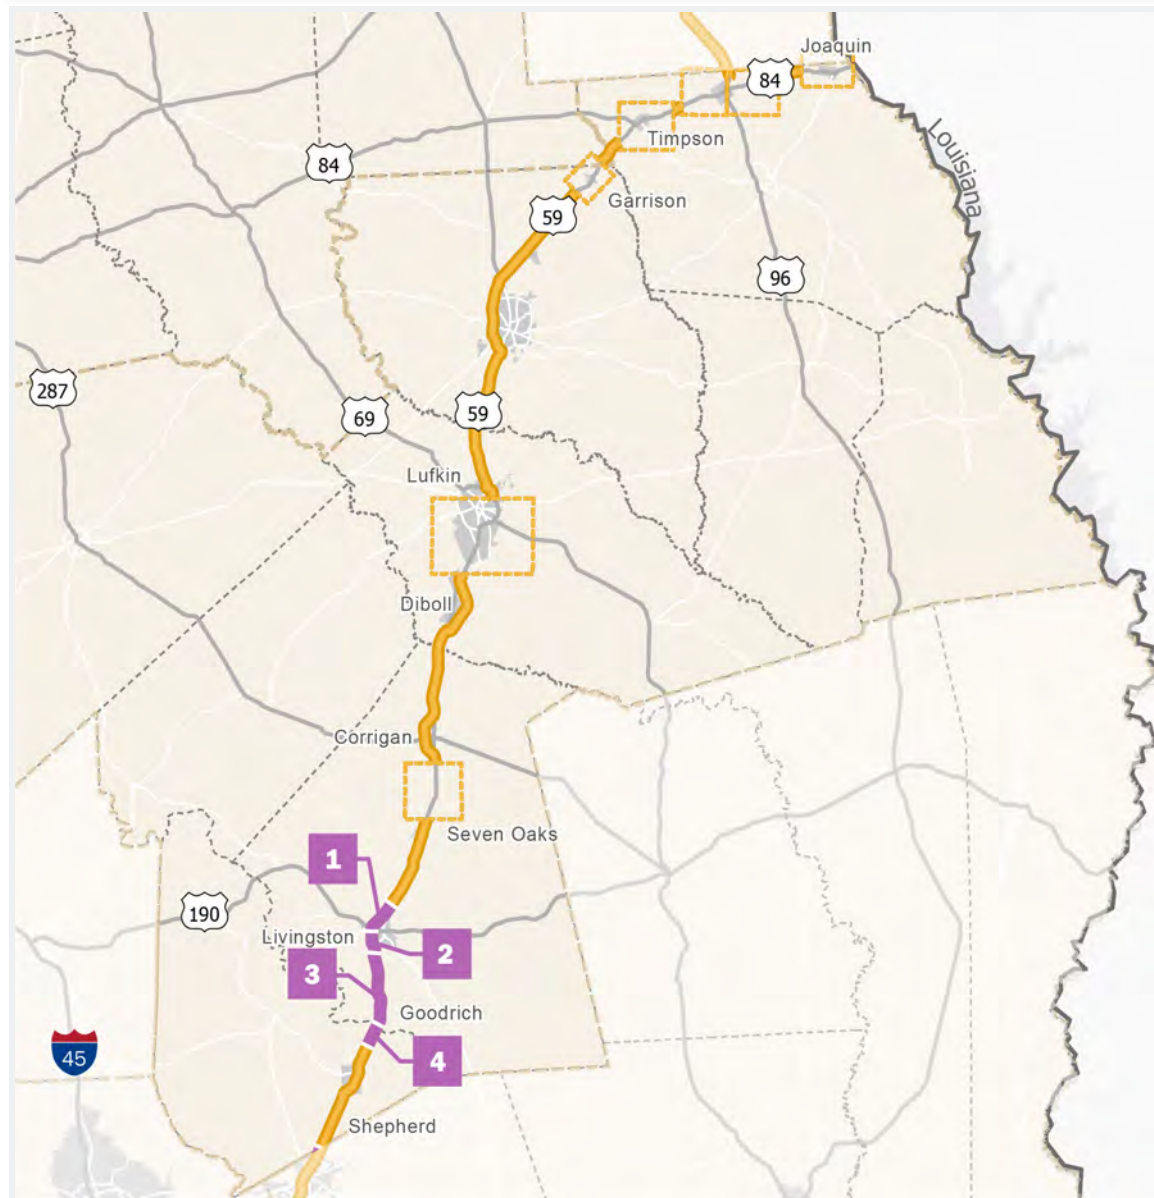 Joaquin
84
Timpson
Louisiana
84
Garrison
59
96
287
69
59
Lufkin
Diboll
Corrigan
Seven Oaks
1
190
Livingston
2
3
Goodrich
45
4
Shepherd